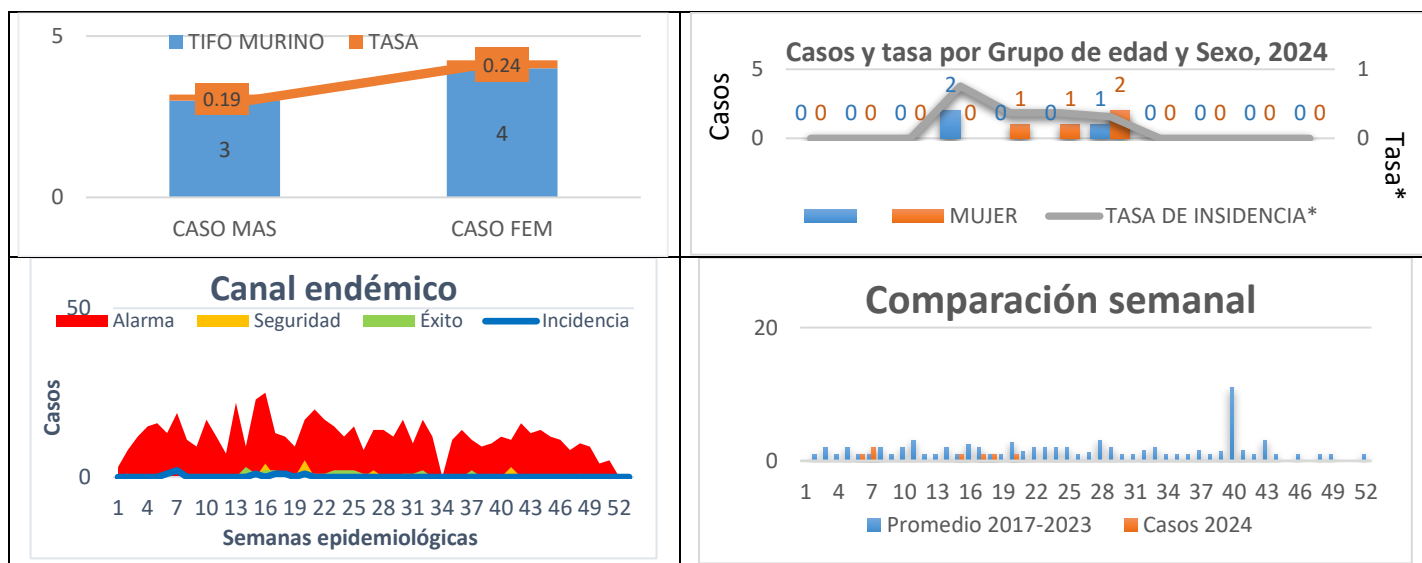 5
TIFO MURINO TASA
0.19
0.24
3
4
0
CASO MAS CASO FEM
Casos y tasa por Grupo de edad y Sexo, 2024
5 1
2 2
0 0 0 0 0 0 0 0 1 0 1 1 0 0 0 0 0 0 0 0
0 0
Casos
Tasa*
MUJER TASA DE INSIDENCIA*
Canal endémico
50
Alarma Seguridad Éxito Incidencia
Casos
0
1 4 7 10 13 16 19 22 25 28 31 34 37 40 43 46 49 52
Semanas epidemiológicas
Comparación semanal
20
0
1 4 7 10 13 16 19 22 25 28 31 34 37 40 43 46 49 52
Promedio 2017-2023 Casos 2024